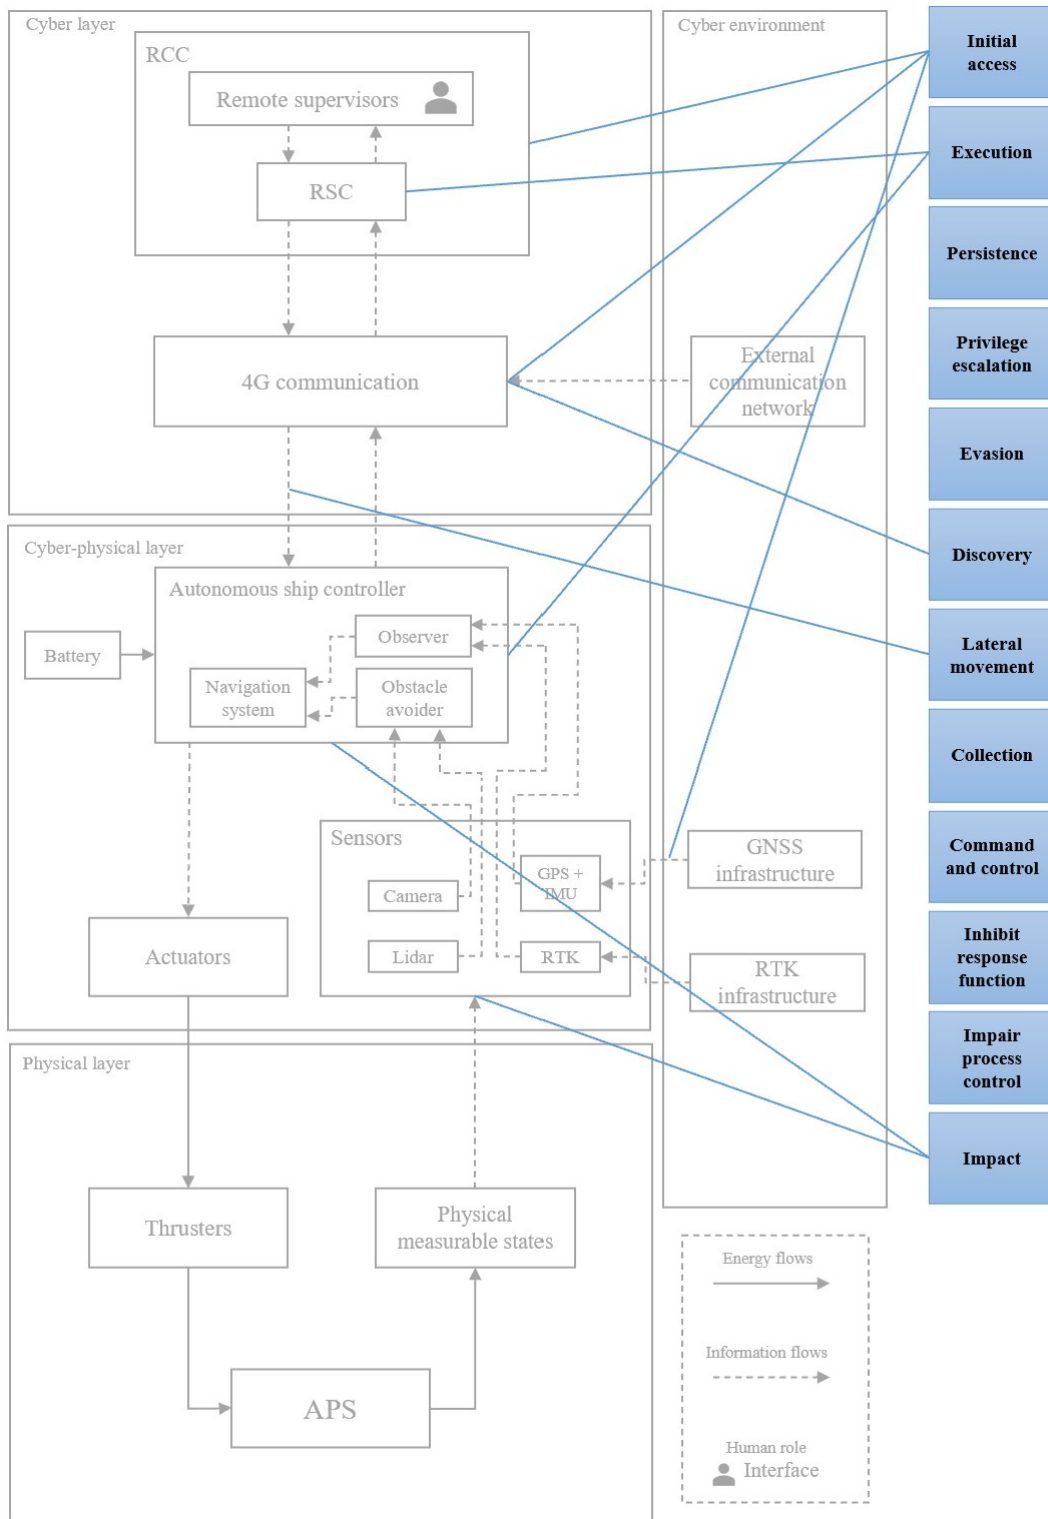 Cyber layer
RCC
Remote supervisors
RSC
4G communication
Cyber environment
External
communication
network
GNSS
infrastructure
RTK
infrastructure
Cyber-physical layer
Autonomous ship controller
Battery
Observer
Navigation
system
Obstacle
avoider
Sensors
Camera
Lidar
GPS +
IMU
RTK
Actuators
Physical layer
Thrusters
Physical
measurable states
APS
Energy flows
Information flows
Human role
Interface
Initial
access
Execution
Persistence
Privilege
escalation
Evasion
Discovery
Lateral
movement
Collection
Command
and control
Inhibit
response
function
Impair
process
control
Impact